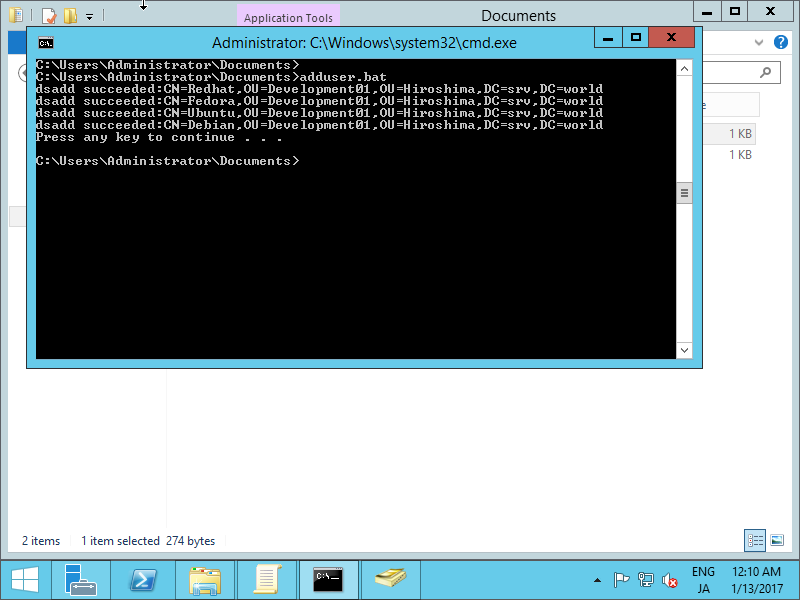 Application Tools
Documents
Administrator: C:\Windows\system32\cmd.exe
C:\Users\Administrator\Documents>
C:\Users\Administrator\Documents>adduser.bat
dsadd succeeded:CN=Redhat,OU=Development01,OU=Hiroshima,DC=srv,DC=world
dsadd succeeded:CN=Fedora,OU=Development01,OU=Hiroshima,DC=srv,DC=world
dsadd succeeded:CN=Ubuntu,OU=Development01,OU=Hiroshima,DC=srv,DC=world
dsadd succeeded:CN=Debian,OU=Development01,OU=Hiroshima,DC=srv,DC=world
Press any key to continue . . .
C:\Users\Administrator\Documents>
1 KB
1 KB
2 items 1 item selected 274 bytes
ENG 12:10 AM
JA 1/13/2017